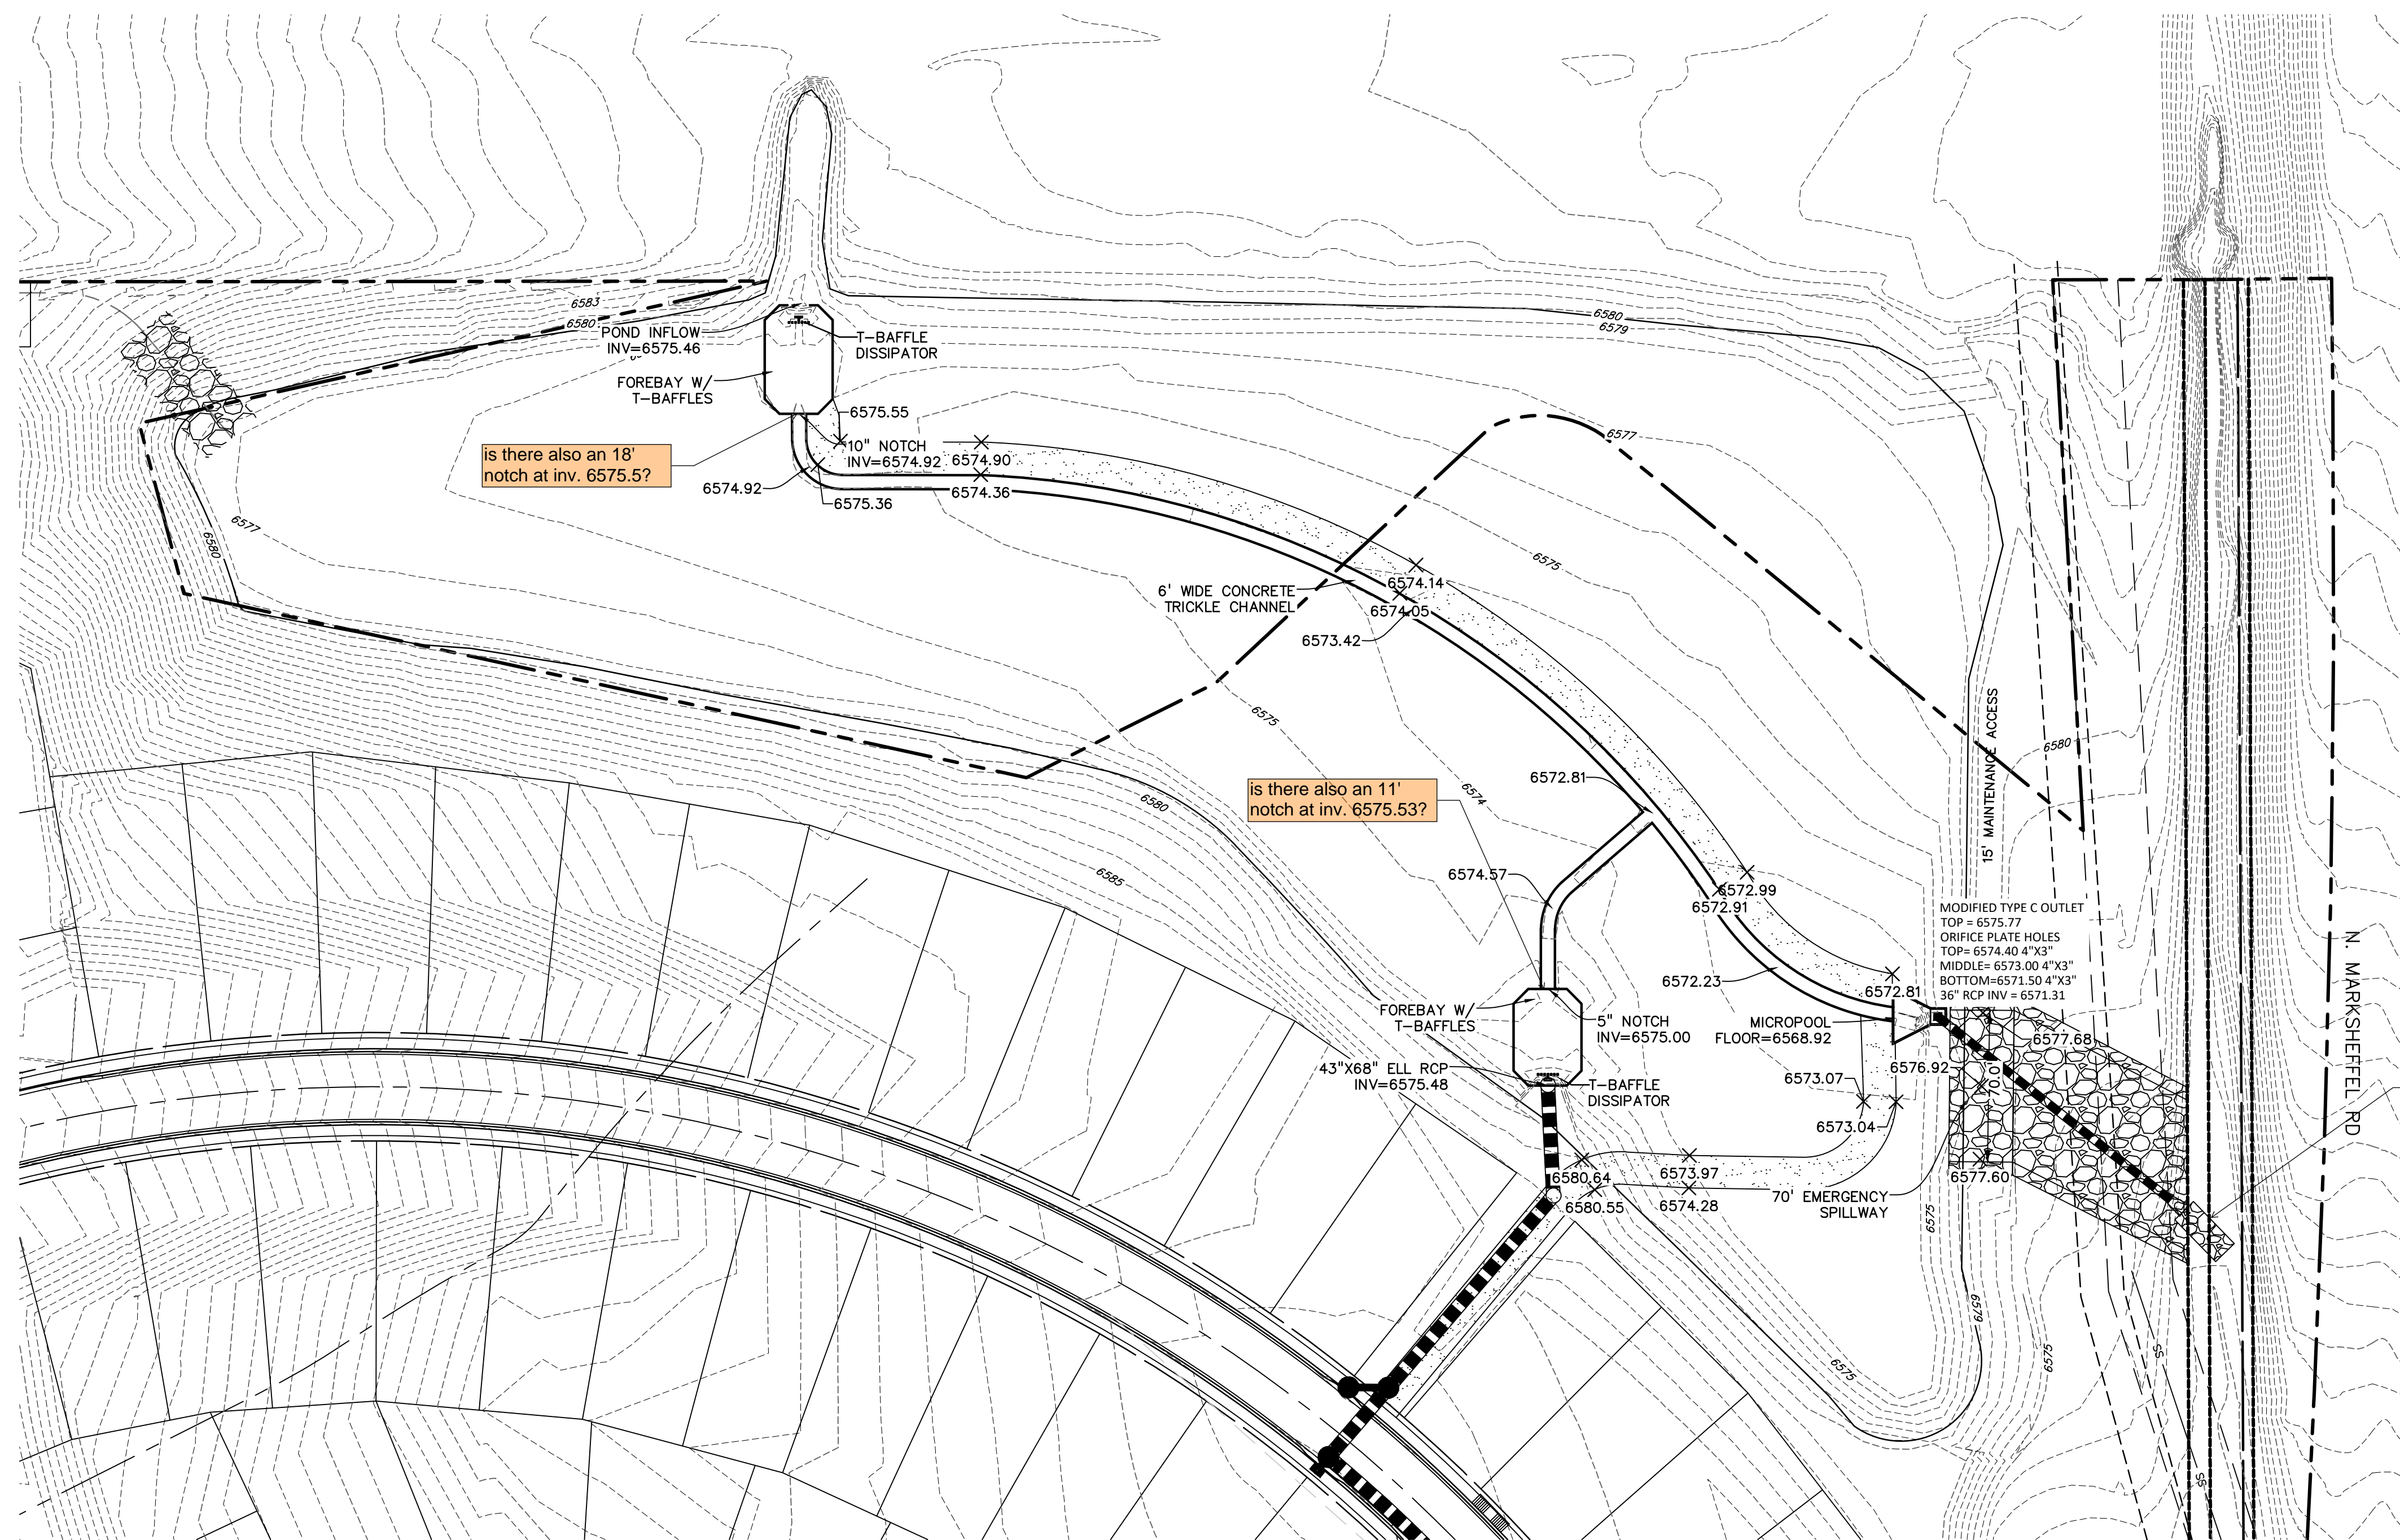 6583
6580
POND INFLOW
INV=6575.46
T-BAFFLE
DISSIPATOR
FOREBAY W/
T-BAFFLES
6580
6579
6577
6575.55
10" NOTCH
INV=6574.92
6574.90
is there also an 18'
notch at inv. 6575.5?
6574.92
6575.36
6574.36
6577
6580
6575
6' WIDE CONCRETE
TRICKLE CHANNEL
6574.14
6574.05
6573.42
6575
15' MAINTENANCE ACCESS
6580
6572.81
is there also an 11'
notch at inv. 6575.53?
6574
6580
6585
6574.57
6572.99
6572.91
MODIFIED TYPE C OUTLET
TOP = 6575.77
ORIFICE PLATE HOLES
TOP= 6574.40 4"X3"
MIDDLE= 6573.00 4"X3"
BOTTOM=6571.50 4"X3"
36" RCP INV = 6571.31
N. MARKSHEFFEL RD
6572.23
6572.81
FOREBAY W/
T-BAFFLES
5" NOTCH
INV=6575.00
MICROPOOL
FLOOR=6568.92
6577.68
6576.92
70.0'
43"X68" ELL RCP
INV=6575.48
T-BAFFLE
DISSIPATOR
6573.07
6573.04
6580.64
6573.97
6577.60
6580.55
6574.28
70' EMERGENCY
SPILLWAY
6575
6579
6575
6575
SS
SS